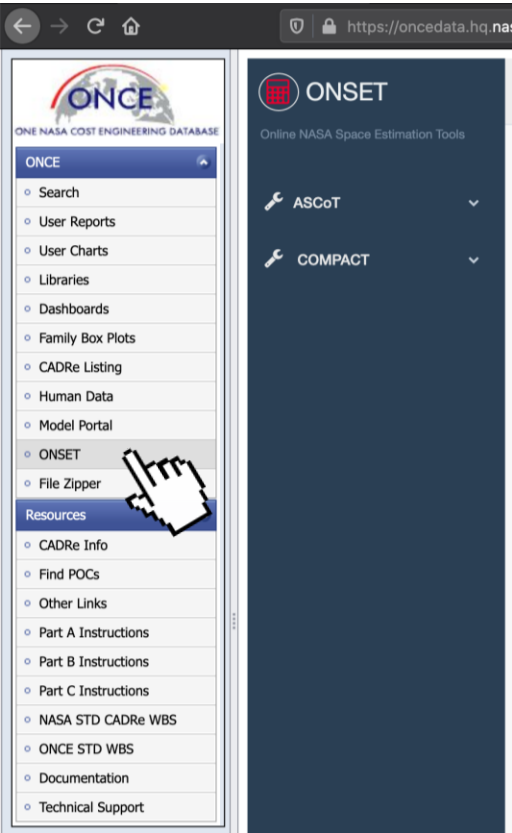 https://oncedata.hq.nas
ONCE
ONE NASA COST ENGINEERING DATABASE
ONCE
Search
User Reports
User Charts
Libraries
Dashboards
Family Box Plots
CADRe Listing
Human Data
Model Portal
ONSET
File Zipper
Resources
CADRe Info
Find POCs
Other Links
Part A Instructions
Part B Instructions
Part C Instructions
NASA STD CADRe WBS
ONCE STD WBS
Documentation
Technical Support
ONSET
Online NASA Space Estimation Tools
ASCoT
COMPACT